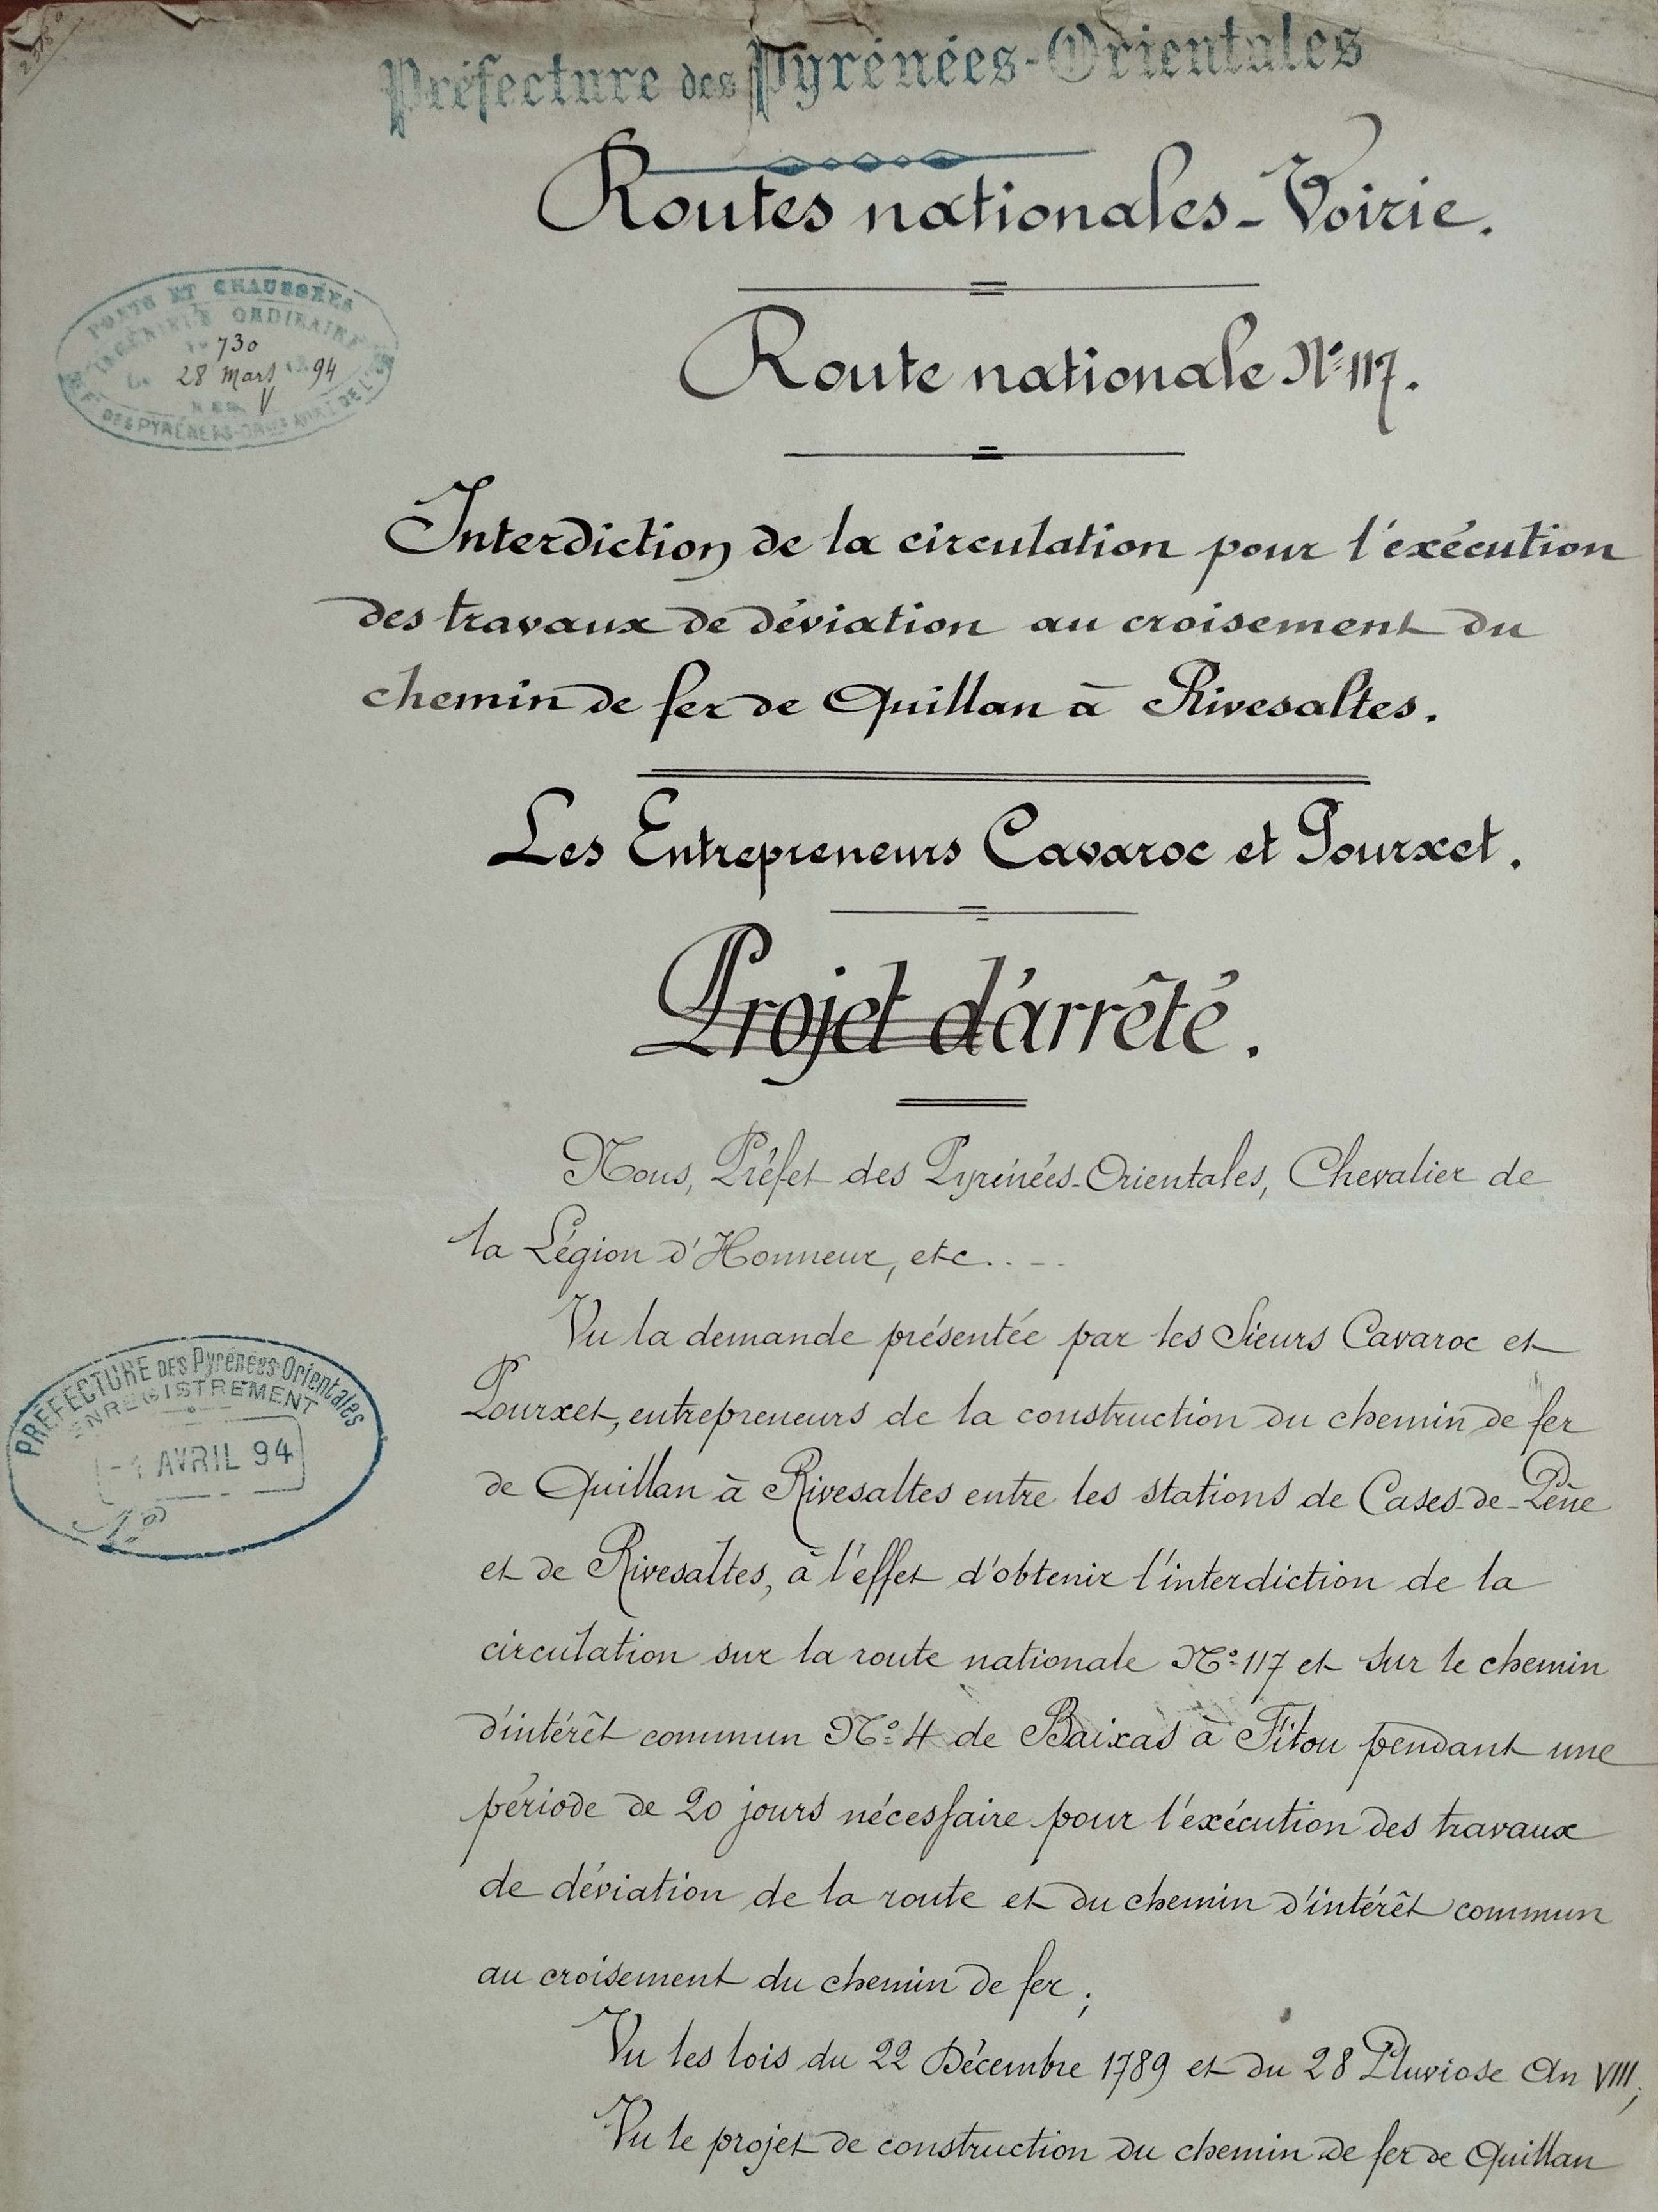 Préfecture des Pyrénées-Orientales
Routes nationales-Voirie.
PONTS ET CHAUSSÉES
INGÉNIEUR ORDINAIRE
730
28 mars 94
DES PYRÉNEES-
Route nationale N° 117.
Interdiction de la circulation pour l'exécution
des travaux de déviation au croisement du
chemin de fer de Quillan à Rivesaltes.
Les Entrepreneurs Cavaroc et Pourxet.
Projet d'arrêté.
Nous, Préfet des Pyrénées-Orientales, Chevalier de
la Légion d'Honneur, etc....
Vu la demande présentée par les Sieurs Cavaroc et
Pourxet, entrepreneurs de la construction du chemin de fer
de Quillan à Rivesaltes entre les stations de Cases-de-Pène
et de Rivesaltes, à l'effet d'obtenir l'interdiction de la
circulation sur la route nationale N° 117 et sur le chemin
d'intérêt commun N° 4 de Baixas à Fitou pendant une
période de 20 jours nécessaire pour l'exécution des travaux
de déviation de la route et du chemin d'intérêt commun
au croisement du chemin de fer;
Vu les lois du 22 Décembre 1789 et du 28 Pluviose An VIII;
Vu le projet de construction du chemin de fer de Quillan
PRÉFECTURE DES Pyrénées-Orientales
ENREGISTREMENT
AVRIL 94
N°